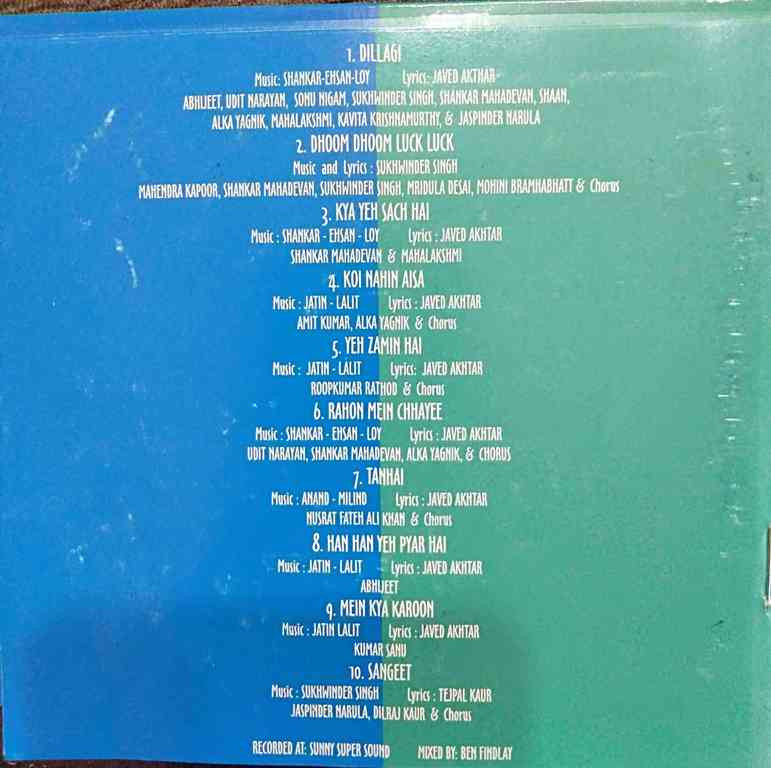 1. DILLAGI
Music: SHANKAR-EHSAN-LOY Lyrics: JAVED AKTHAR
ABHIJEET, UDIT NARAYAN, SONU NIGAM, SUKHWINDER SINGH, SHANKAR MAHADEVAN, SHAAN,
ALKA YAGNIK, MAHALAKSHMI, KAVITA KRISHNAMURTHY, & JASPINDER NARULA
2. DHOOM DHOOM LUCK LUCK
Music and Lyrics : SUKHWINDER SINGH
MAHENDRA KAPOOR, SHANKAR MAHADEVAN, SUKHWINDER SINGH, MRIDULA DESAI, MOHINI BRAMHABHATT & Chorus
3. KYA YEH SACH HAI
Music : SHANKAR - EHSAN - LOY Lyrics : JAVED AKHTAR
SHANKAR MAHADEVAN & MAHALAKSHMI
4. KOI NAHIN AISA
Music : JATIN - LALIT Lyrics : JAVED AKHTAR
AMIT KUMAR, ALKA YAGNIK & Chorus
5. YEH ZAMIN HAI
Music : JATIN - LALIT Lyrics: JAVED AKHTAR
ROOPKUMAR RATHOD & Chorus
6. RAHON MEIN CHHAYEE
Music : SHANKAR - EHSAN - LOY Lyrics : JAVED AKHTAR
UDIT NARAYAN, SHANKAR MAHADEVAN, ALKA YAGNIK, & CHORUS
7. TANHAI
Music : ANAND - MILIND Lyrics : JAVED AKHTAR
NUSRAT FATEH ALI KHAN & Chorus
8. HAN HAN YEH PYAR HAI
Music : JATIN - LALIT Lyrics : JAVED AKHTAR
ABHIJEET
9. MEIN KYA KAROON
Music : JATIN LALIT Lyrics : JAVED AKHTAR
KUMAR SANU
10. SANGEET
Music : SUKHWINDER SINGH Lyrics : TEJPAL KAUR
JASPINDER NARULA, DILRAJ KAUR & Chorus
RECORDED AT: SUNNY SUPER SOUND MIXED BY: BEN FINDLAY